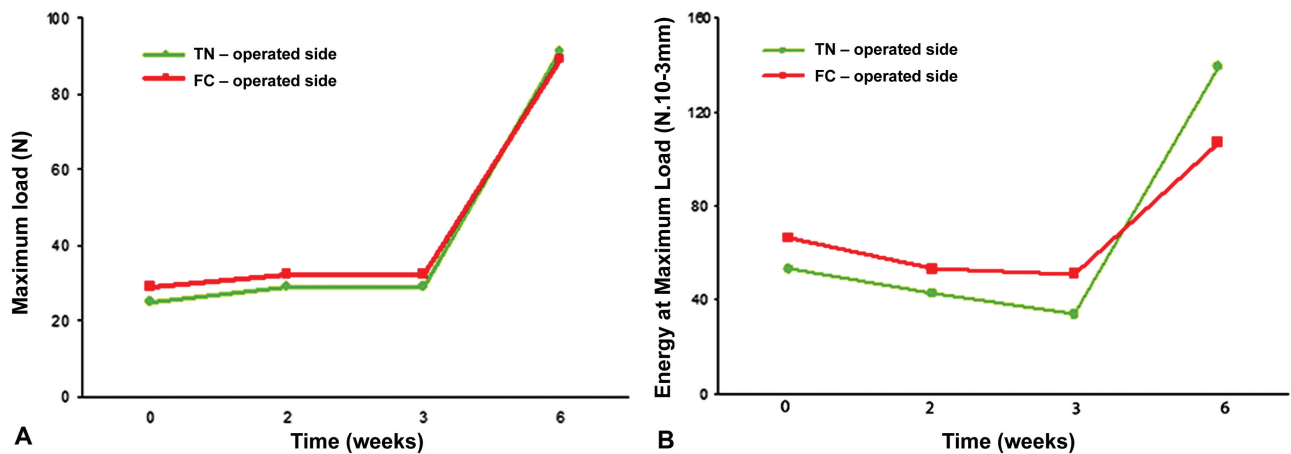 100
80
60
40
20
0
Maximum load (N)
TN – operated side
FC – operated side
0 2 3 6
Time (weeks)
A
160
120
80
40
0
Energy at Maximum Load (N.10-3mm)
TN – operated side
FC – operated side
0 2 3 6
Time (weeks)
B